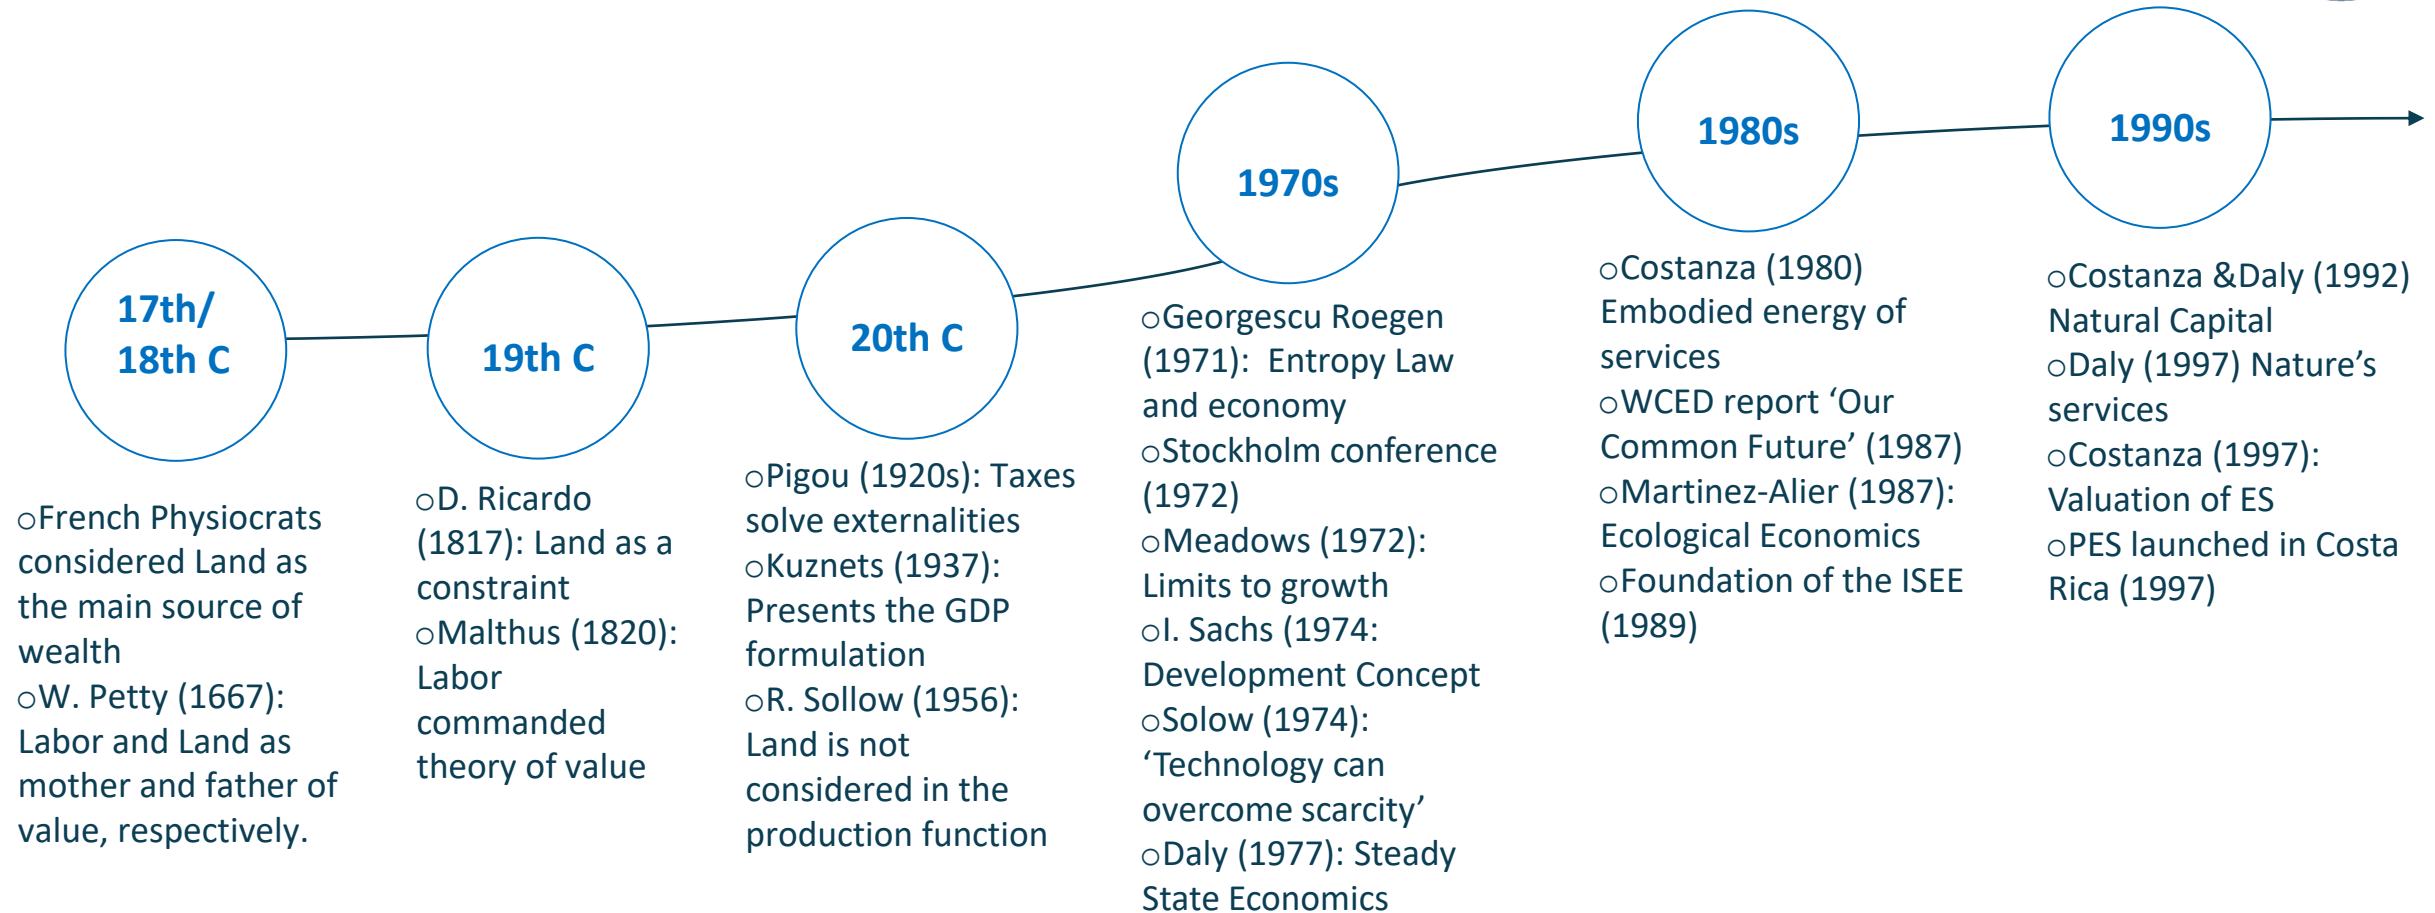 17th/
18th C
○French Physiocrats
considered Land as
the main source of
wealth
○W. Petty (1667):
Labor and Land as
mother and father of
value, respectively.
19th C
○D. Ricardo
(1817): Land as a
constraint
○Malthus (1820):
Labor
commanded
theory of value
20th C
○Pigou (1920s): Taxes
solve externalities
○Kuznets (1937):
Presents the GDP
formulation
○R. Sollow (1956):
Land is not
considered in the
production function
1970s
○Georgescu Roegen
(1971):  Entropy Law
and economy
○Stockholm conference
(1972)
○Meadows (1972):
Limits to growth
○I. Sachs (1974:
Development Concept
○Solow (1974):
‘Technology can
overcome scarcity’
○Daly (1977): Steady
State Economics
1980s
○Costanza (1980)
Embodied energy of
services
○WCED report ‘Our
Common Future’ (1987)
○Martinez-Alier (1987):
Ecological Economics
○Foundation of the ISEE
(1989)
1990s
○Costanza &Daly (1992)
Natural Capital
○Daly (1997) Nature’s
services
○Costanza (1997):
Valuation of ES
○PES launched in Costa
Rica (1997)